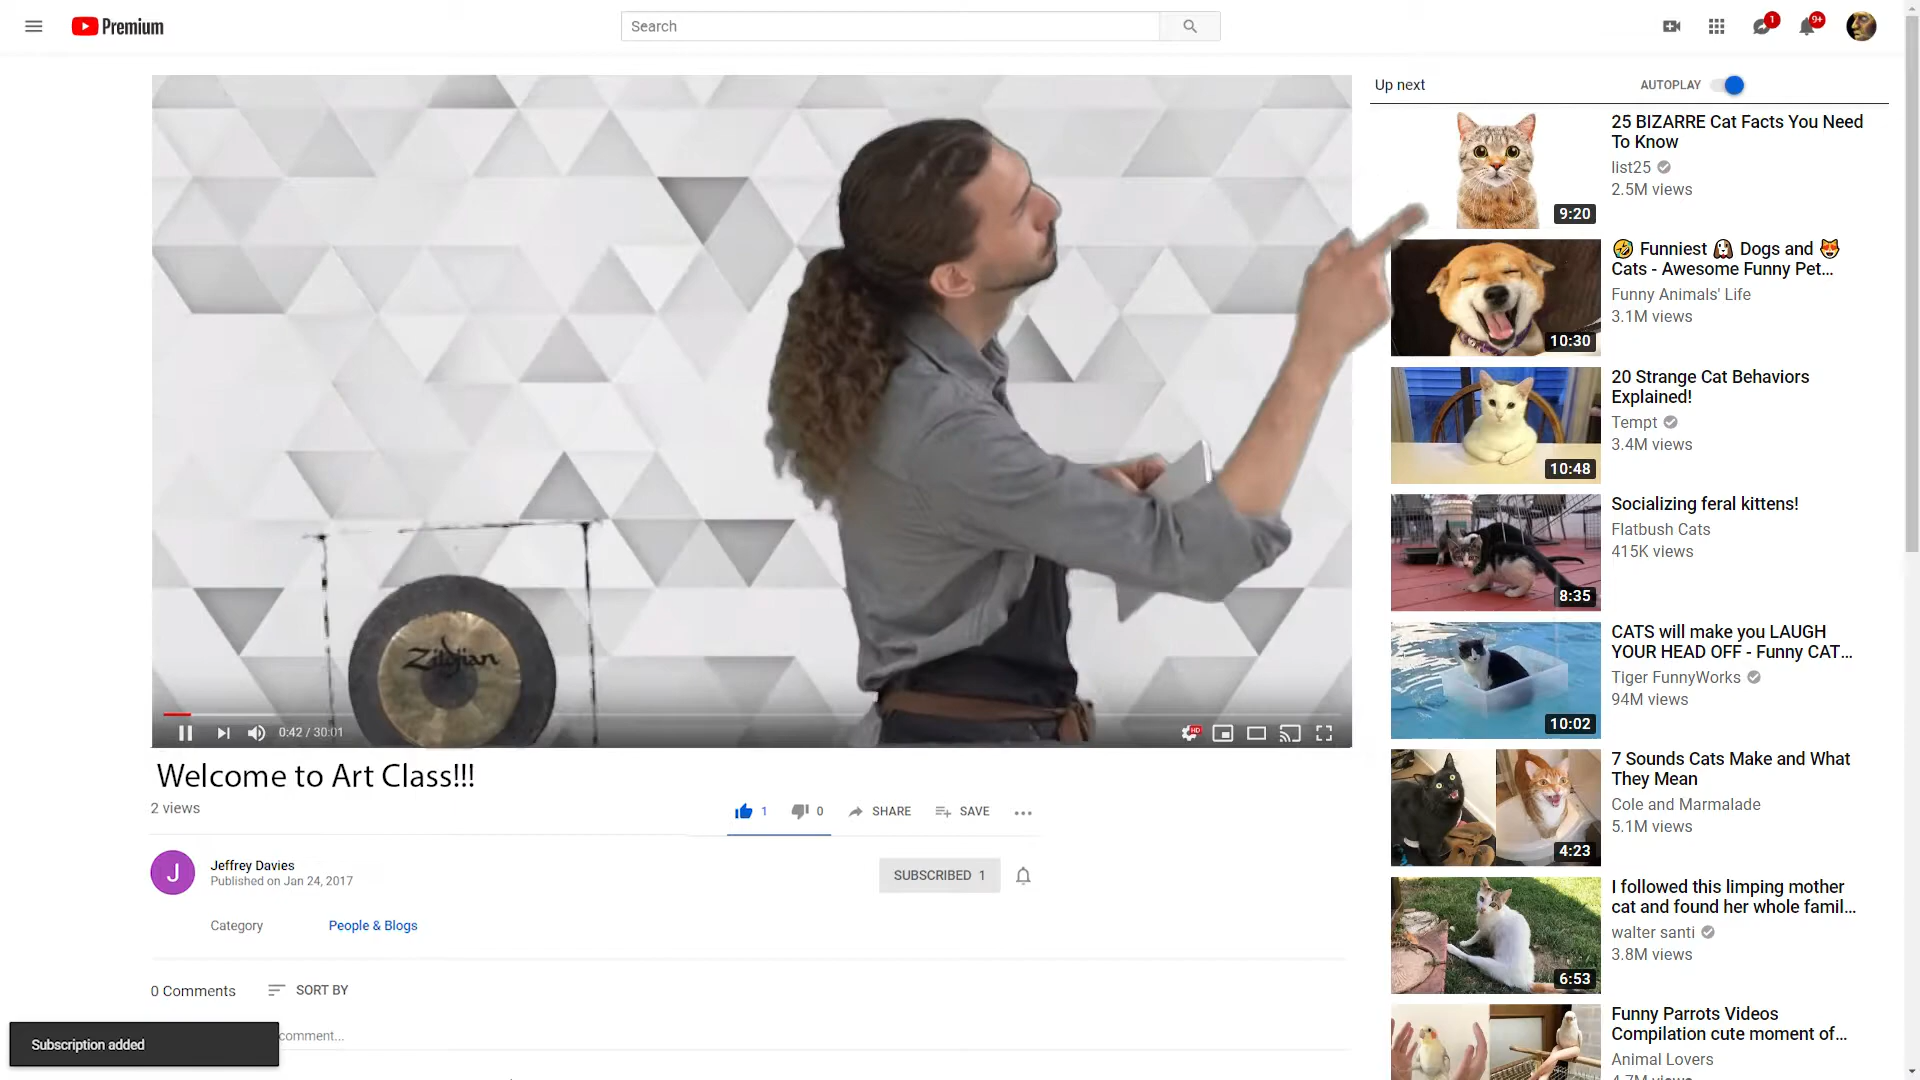 Premium
Search
1
9+
Up next
AUTOPLAY
25 BIZARRE Cat Facts You Need
To Know
list25
2.5M views
9:20
🤣 Funniest 🐶 Dogs and 😻
Cats - Awesome Funny Pet...
Funny Animals' Life
3.1M views
10:30
20 Strange Cat Behaviors
Explained!
Tempt
3.4M views
10:48
Socializing feral kittens!
Flatbush Cats
415K views
8:35
CATS will make you LAUGH
YOUR HEAD OFF - Funny CAT...
Tiger FunnyWorks
94M views
10:02
7 Sounds Cats Make and What
They Mean
Cole and Marmalade
5.1M views
4:23
I followed this limping mother
cat and found her whole famil...
walter santi
3.8M views
6:53
Funny Parrots Videos
Compilation cute moment of...
Animal Lovers
4.7M views
Zildjian
0:42 / 30:01
HD
Welcome to Art Class!!!
2 views
1
0
SHARE
SAVE
J
Jeffrey Davies
Published on Jan 24, 2017
SUBSCRIBED 1
Category
People & Blogs
0 Comments
SORT BY
comment...
Subscription added